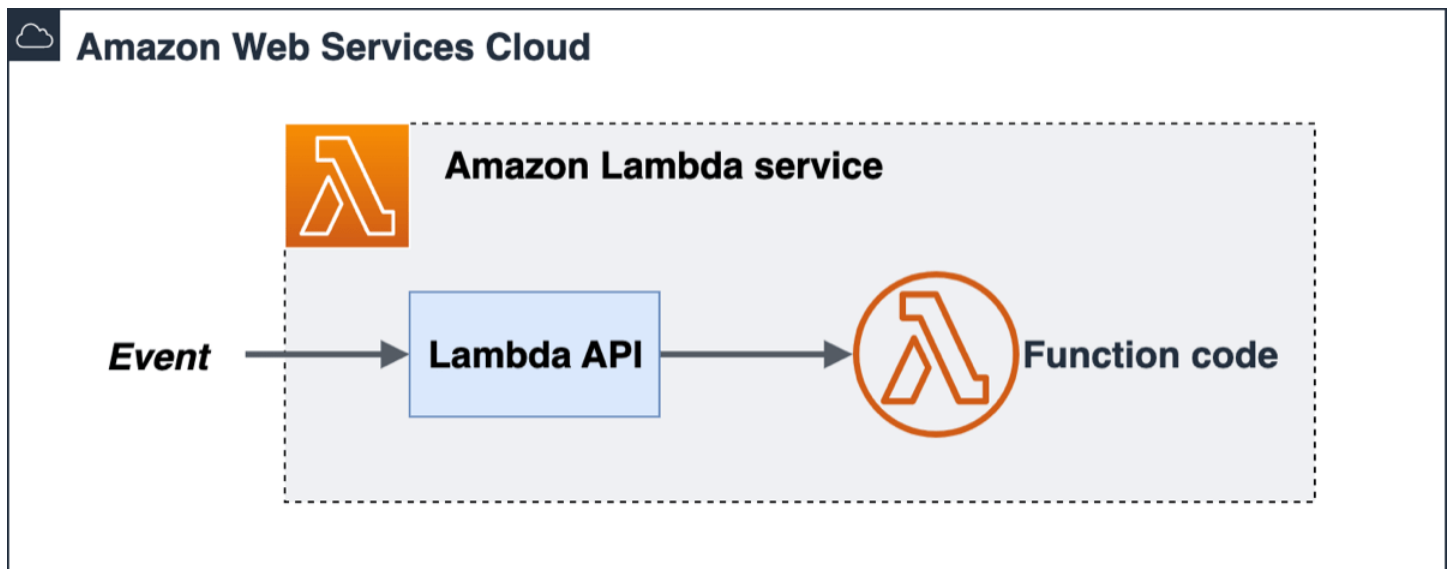 Amazon Web Services Cloud
Amazon Lambda service
Event
Lambda API
Function code